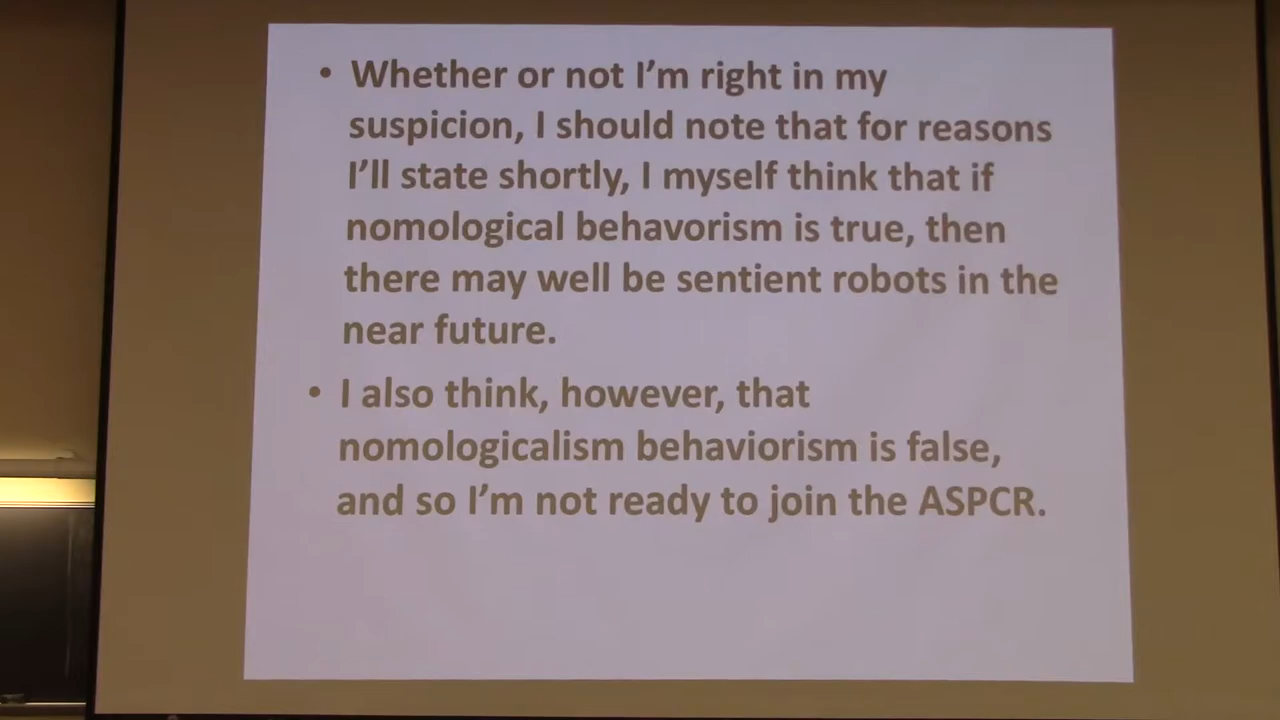 • Whether or not I'm right in my
suspicion, I should note that for reasons
I'll state shortly, I myself think that if
nomological behavorism is true, then
there may well be sentient robots in the
near future.
• I also think, however, that
nomologicalism behaviorism is false,
and so I'm not ready to join the ASPCR.